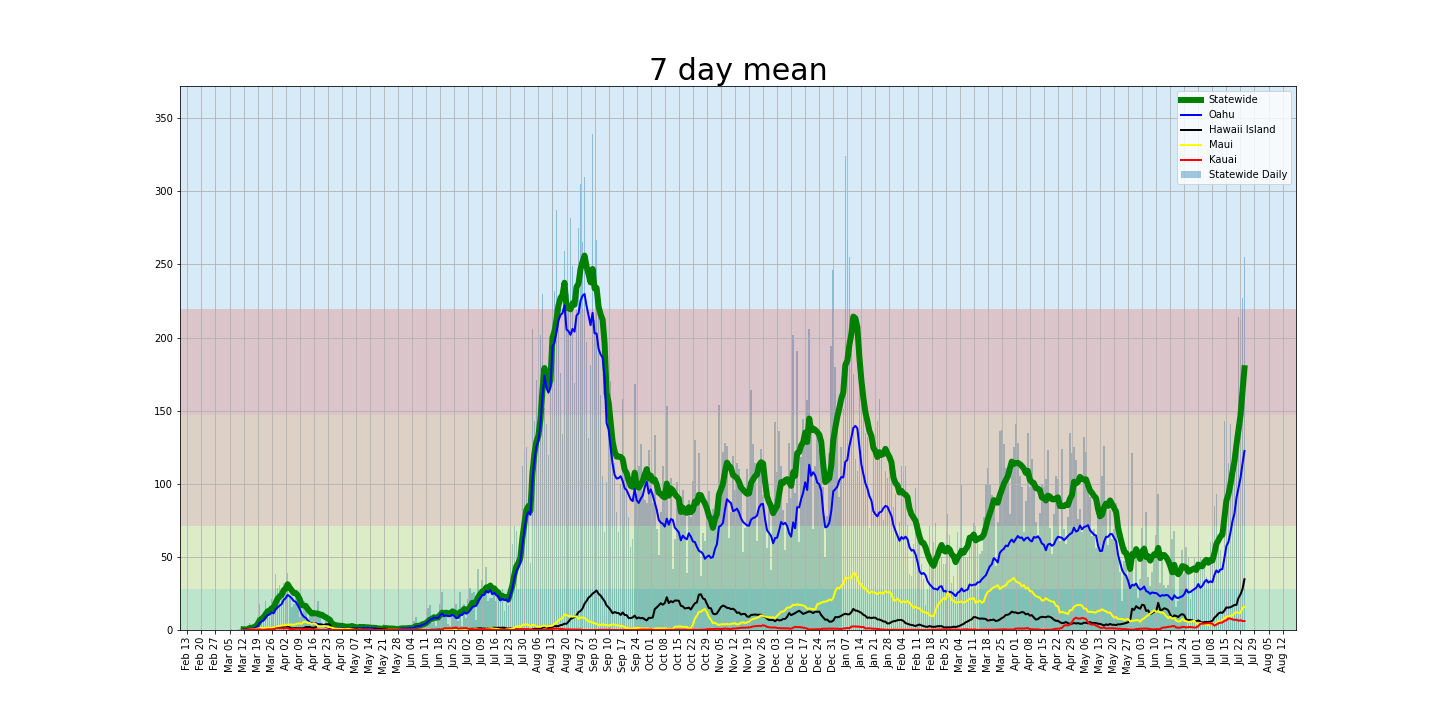 7 day mean
350
300
250
200
150
100
50
0
Statewide
Oahu
Hawaii Island
Maui
Kauai
Statewide Daily
Feb 13
Feb 20
Feb 27
Mar 05
Mar 12
Mar 19
Mar 26
Apr 02
Apr 09
Apr 16
Apr 23
Apr 30
May 07
May 14
May 21
May 28
Jun 04
Jun 11
Jun 18
Jun 25
Jul 02
Jul 09
Jul 16
Jul 23
Jul 30
Aug 06
Aug 13
Aug 20
Aug 27
Sep 03
Sep 10
Sep 17
Sep 24
Oct 01
Oct 08
Oct 15
Oct 22
Oct 29
Nov 05
Nov 12
Nov 19
Nov 26
Dec 03
Dec 10
Dec 17
Dec 24
Dec 31
Jan 07
Jan 14
Jan 21
Jan 28
Feb 04
Feb 11
Feb 18
Feb 25
Mar 04
Mar 11
Mar 18
Mar 25
Apr 01
Apr 08
Apr 15
Apr 22
Apr 29
May 06
May 13
May 20
May 27
Jun 03
Jun 10
Jun 17
Jun 24
Jul 01
Jul 08
Jul 15
Jul 22
Jul 29
Aug 05
Aug 12